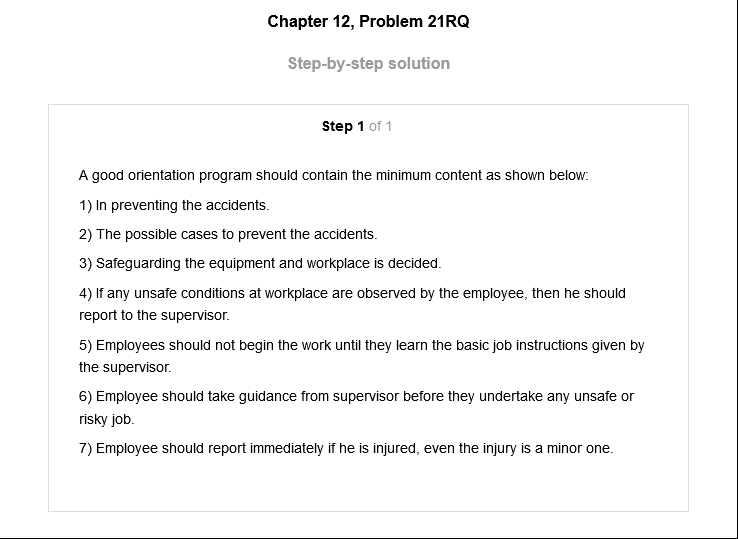 Chapter 12, Problem 21RQ
Step-by-step solution
Step 1 of 1
A good orientation program should contain the minimum content as shown below:
1) In preventing the accidents.
2) The possible cases to prevent the accidents.
3) Safeguarding the equipment and workplace is decided.
4) If any unsafe conditions at workplace are observed by the employee, then he should
report to the supervisor.
5) Employees should not begin the work until they learn the basic job instructions given by
the supervisor.
6) Employee should take guidance from supervisor before they undertake any unsafe or
risky job.
7) Employee should report immediately if he is injured, even the injury is a minor one.